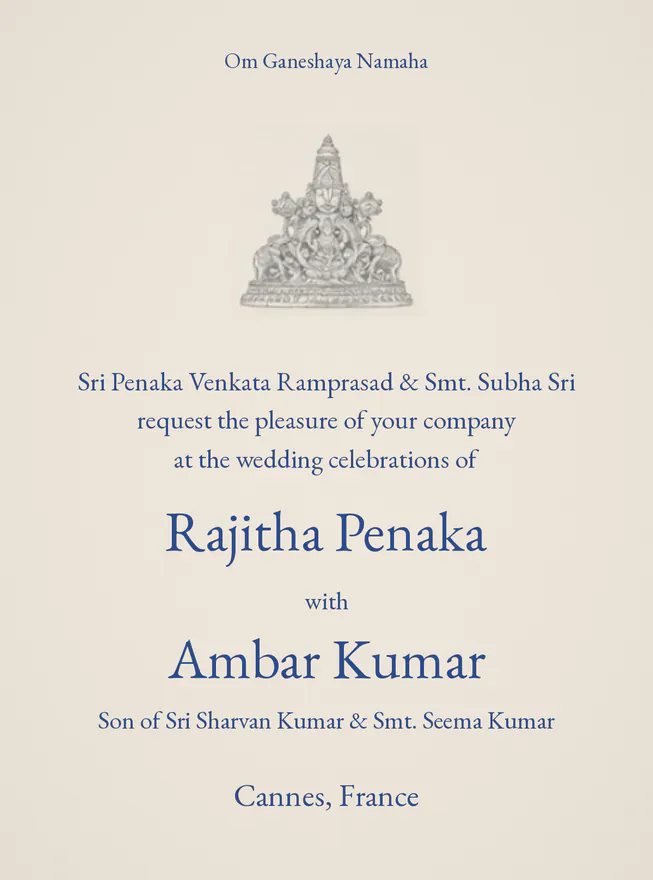 Om Ganeshaya Namaha
Sri Penaka Venkata Ramprasad & Smt. Subha Sri
request the pleasure of your company
at the wedding celebrations of
Rajitha Penaka
with
Ambar Kumar
Son of Sri Sharvan Kumar & Smt. Seema Kumar
Cannes, France